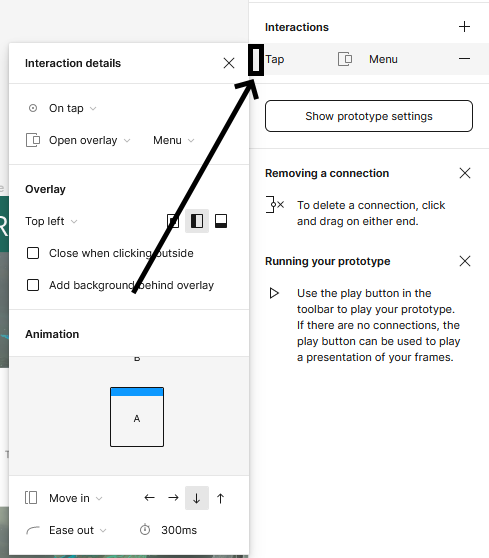 Interaction details
On tap
Open overlay
Menu
Overlay
Top left
Close when clicking outside
Add background behind overlay
Animation
B
A
Move in
Ease out
300ms
Interactions
Tap
Menu
Show prototype settings
Removing a connection
To delete a connection, click
and drag on either end.
Running your prototype
Use the play button in the
toolbar to play your prototype.
If there are no connections, the
play button can be used to play
a presentation of your frames.